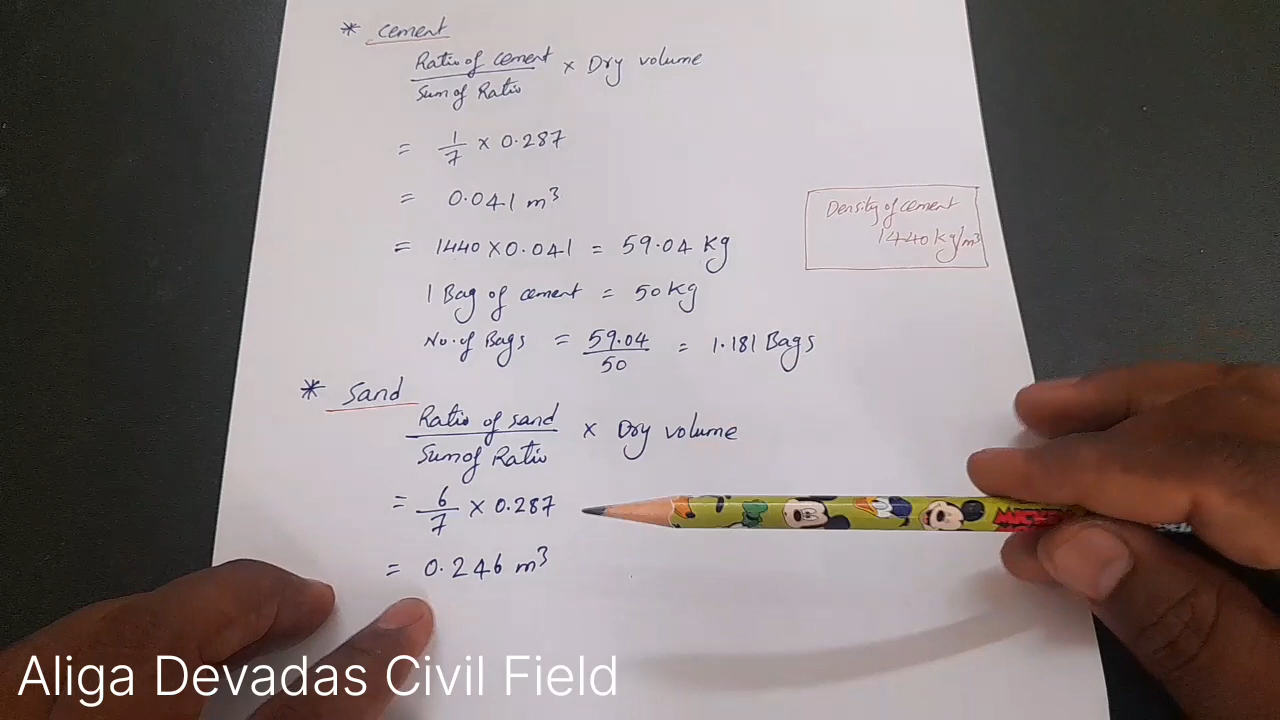 * Cement
Ratio of cement × Dry volume
Sum of Ratio
= 1/7 × 0.287
= 0.041 m³
Density of cement
1440 kg/m³
= 1440 × 0.041 = 59.04 Kg
1 Bag of cement = 50 Kg
No. of Bags = 59.04/50 = 1.181 Bags
* Sand
Ratio of sand × Dry volume
Sum of Ratio
= 6/7 × 0.287
= 0.246 m³
Aliga Devadas Civil Field